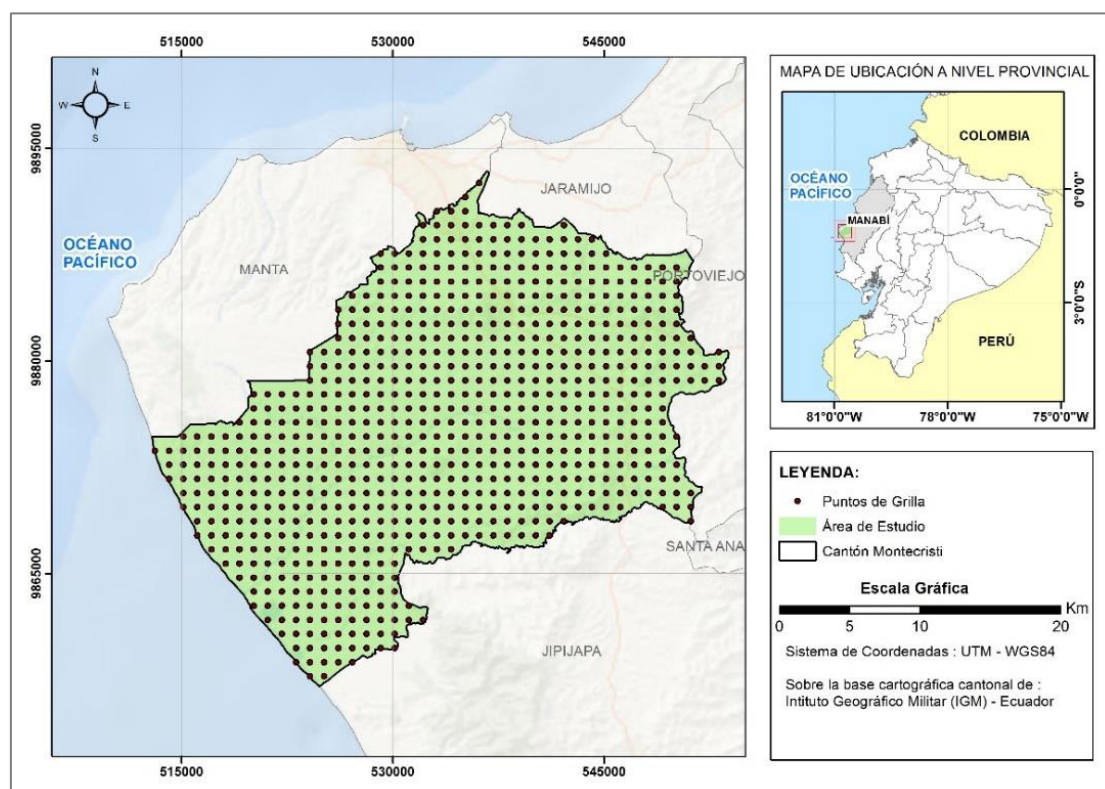 515000
530000
545000
N
W
E
S
9895000
9880000
9865000
JARAMIJO
OCÉANO
PACÍFICO
MANTA
PORTOVIEJO
SANTA ANA
JIPIJAPA
515000
530000
545000
MAPA DE UBICACIÓN A NIVEL PROVINCIAL
COLOMBIA
OCÉANO
PACÍFICO
MANABÍ
PERÚ
0°0'0"
3°0'0"S
81°0'0"W
78°0'0"W
75°0'0"W
LEYENDA:
Puntos de Grilla
Área de Estudio
Cantón Montecristi
Escala Gráfica
Km
0 5 10 20
Sistema de Coordenadas : UTM - WGS84
Sobre la base cartográfica cantonal de :
Intituto Geográfico Militar (IGM) - Ecuador